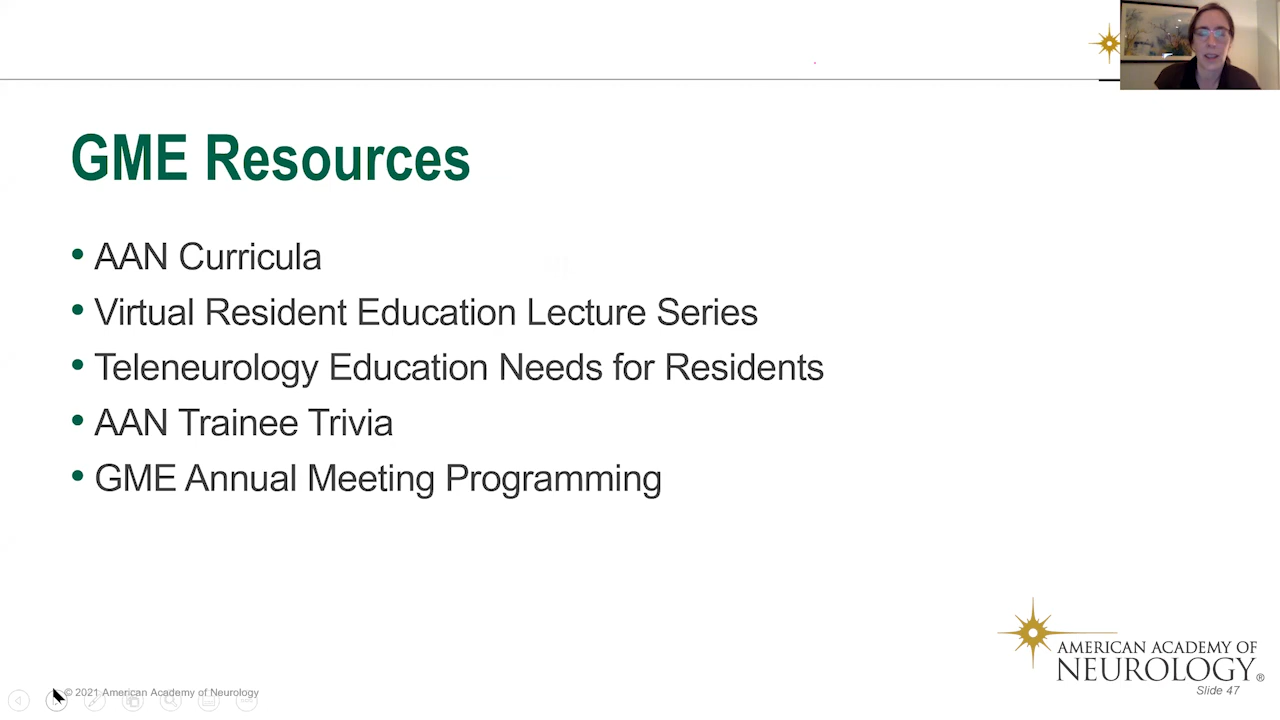 GME Resources
• AAN Curricula
• Virtual Resident Education Lecture Series
• Teleneurology Education Needs for Residents
• AAN Trainee Trivia
• GME Annual Meeting Programming
AMERICAN ACADEMY OF
NEUROLOGY®
Slide 47
© 2021 American Academy of Neurology